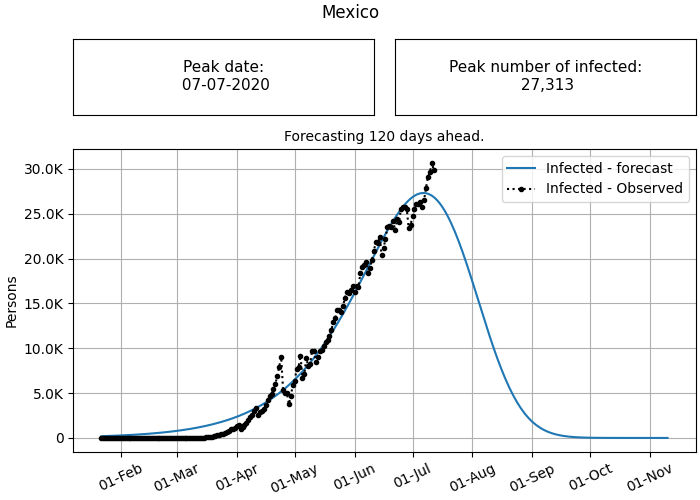 Mexico
Peak date:
07-07-2020
Peak number of infected:
27,313
Forecasting 120 days ahead.
Infected - forecast
Infected - Observed
Persons
30.0K
25.0K
20.0K
15.0K
10.0K
5.0K
0
01-Feb
01-Mar
01-Apr
01-May
01-Jun
01-Jul
01-Aug
01-Sep
01-Oct
01-Nov